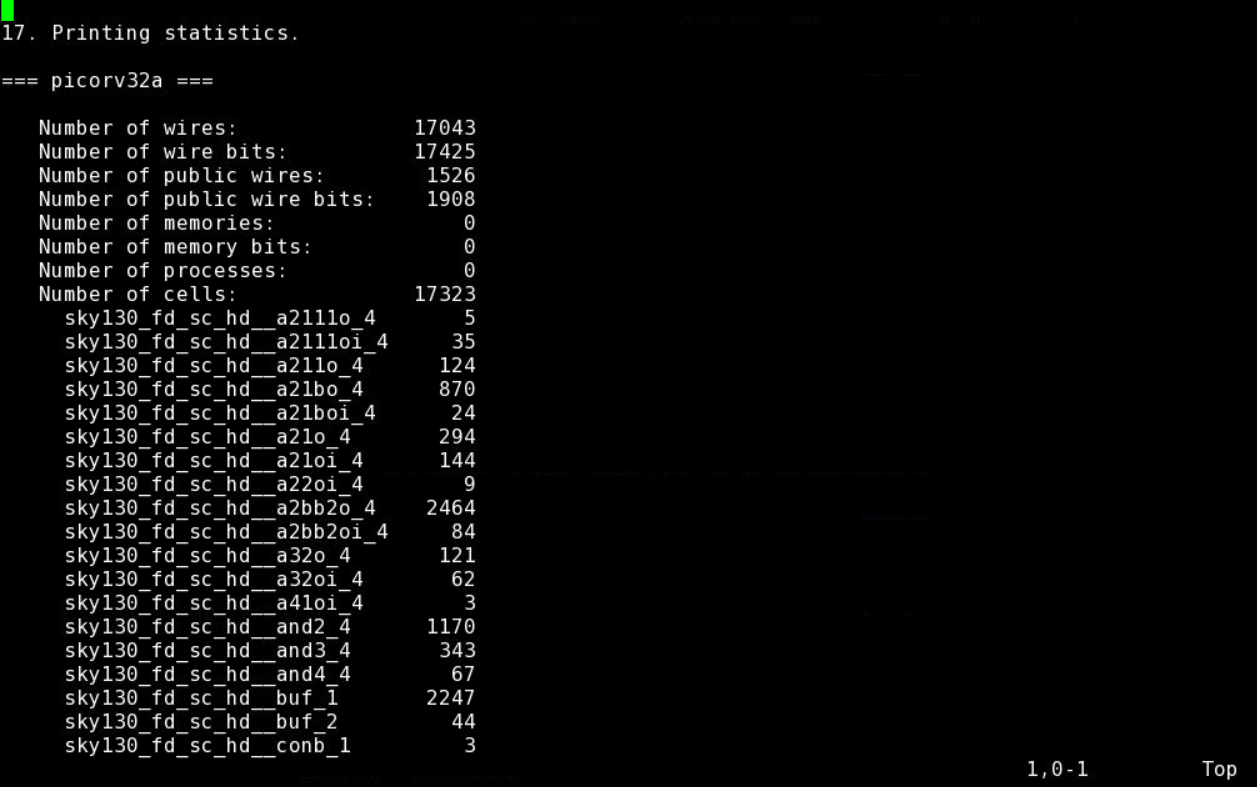 17. Printing statistics.
=== picorv32a ===
Number of wires: 17043
Number of wire bits: 17425
Number of public wires: 1526
Number of public wire bits: 1908
Number of memories: 0
Number of memory bits: 0
Number of processes: 0
Number of cells: 17323
sky130_fd_sc_hd__a2111o_4 5
sky130_fd_sc_hd__a2111oi_4 35
sky130_fd_sc_hd__a211o_4 124
sky130_fd_sc_hd__a21bo_4 870
sky130_fd_sc_hd__a21boi_4 24
sky130_fd_sc_hd__a21o_4 294
sky130_fd_sc_hd__a21oi_4 144
sky130_fd_sc_hd__a22oi_4 9
sky130_fd_sc_hd__a2bb2o_4 2464
sky130_fd_sc_hd__a2bb2oi_4 84
sky130_fd_sc_hd__a32o_4 121
sky130_fd_sc_hd__a32oi_4 62
sky130_fd_sc_hd__a41oi_4 3
sky130_fd_sc_hd__and2_4 1170
sky130_fd_sc_hd__and3_4 343
sky130_fd_sc_hd__and4_4 67
sky130_fd_sc_hd__buf_1 2247
sky130_fd_sc_hd__buf_2 44
sky130_fd_sc_hd__conb_1 3
1,0-1 Top